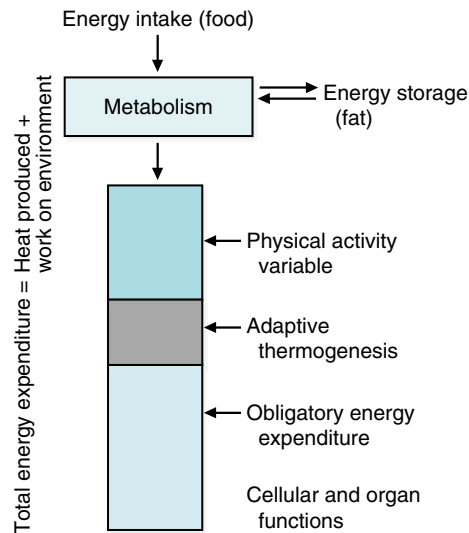 Energy intake (food)
Metabolism
Energy storage
(fat)
Total energy expenditure = Heat produced +
work on environment
Physical activity
variable
Adaptive
thermogenesis
Obligatory energy
expenditure
Cellular and organ
functions